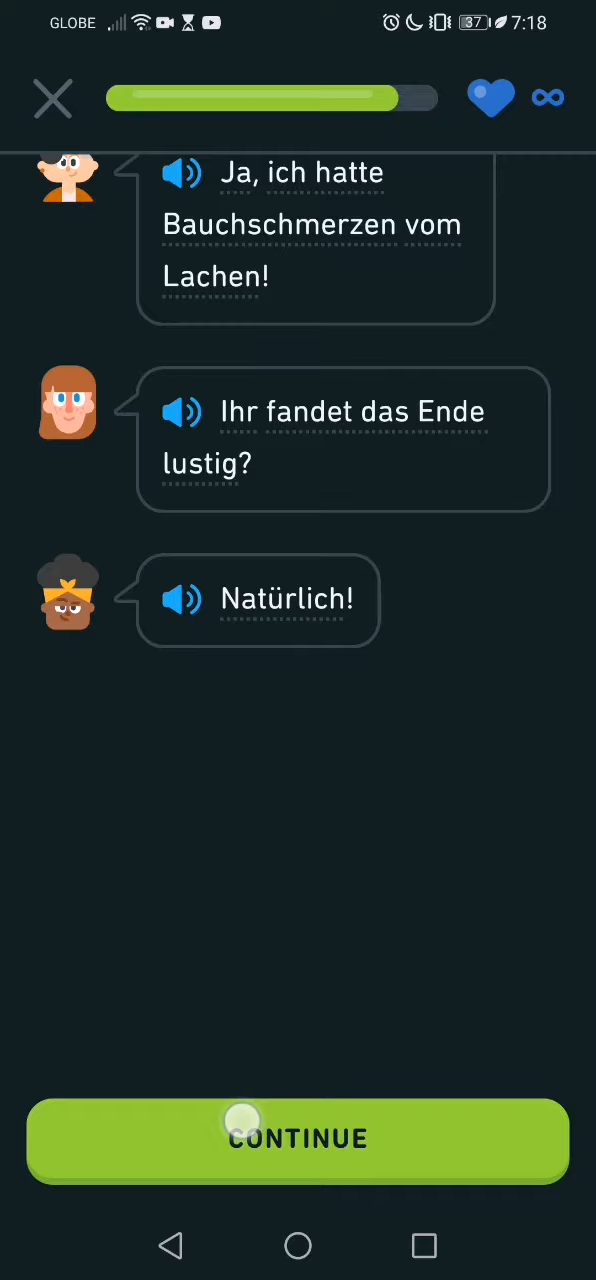 GLOBE 37 7:18
Ja, ich hatte
Bauchschmerzen vom
Lachen!
Ihr fandet das Ende
lustig?
Natürlich!
CONTINUE